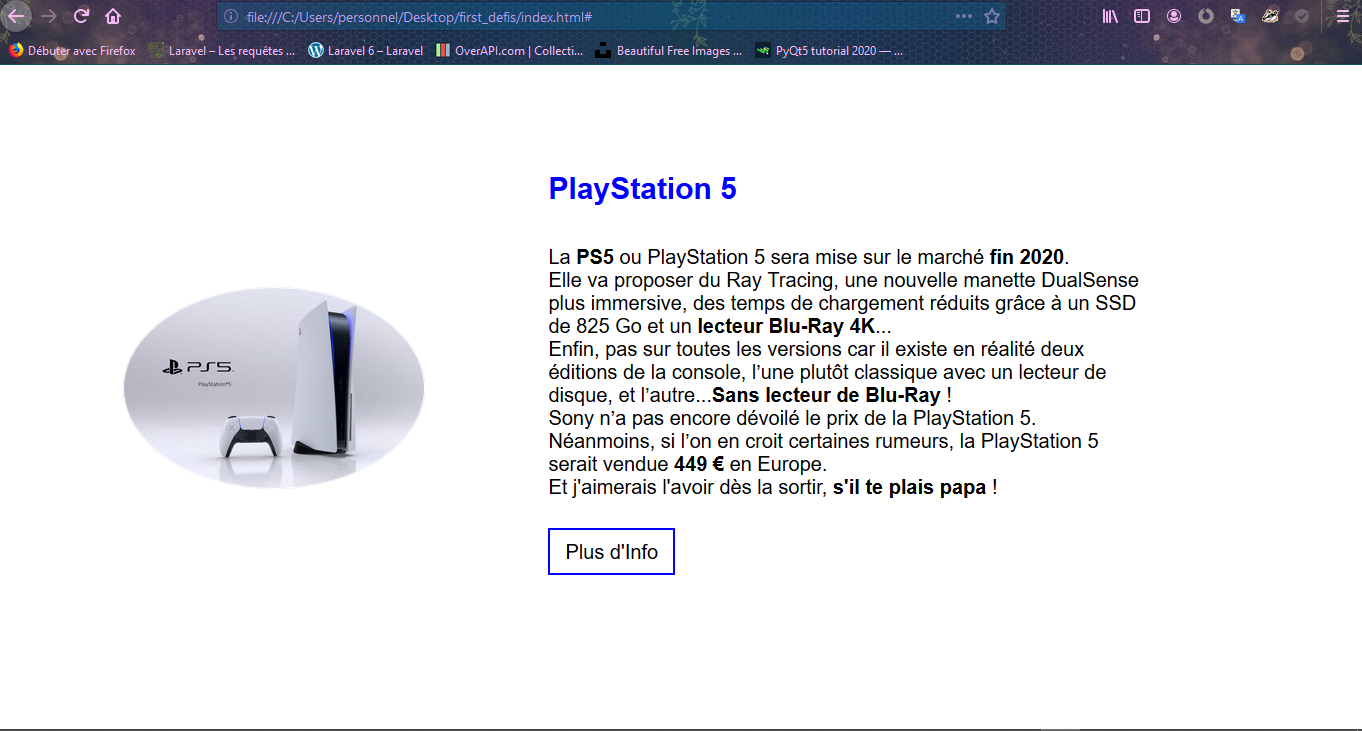 file:///C:/Users/personnel/Desktop/first_defis/index.html#
Débuter avec Firefox
Laravel – Les requêtes ...
Laravel 6 – Laravel
OverAPI.com | Collecti...
Beautiful Free Images ...
PyQt5 tutorial 2020 — ...
PlayStation 5
La PS5 ou PlayStation 5 sera mise sur le marché fin 2020.
Elle va proposer du Ray Tracing, une nouvelle manette DualSense
plus immersive, des temps de chargement réduits grâce à un SSD
de 825 Go et un lecteur Blu-Ray 4K...
Enfin, pas sur toutes les versions car il existe en réalité deux
éditions de la console, l’une plutôt classique avec un lecteur de
disque, et l’autre...Sans lecteur de Blu-Ray !
Sony n’a pas encore dévoilé le prix de la PlayStation 5.
Néanmoins, si l’on en croit certaines rumeurs, la PlayStation 5
serait vendue 449 € en Europe.
Et j'aimerais l'avoir dès la sortir, s'il te plais papa !
PS5
PlayStation®5
Plus d'Info